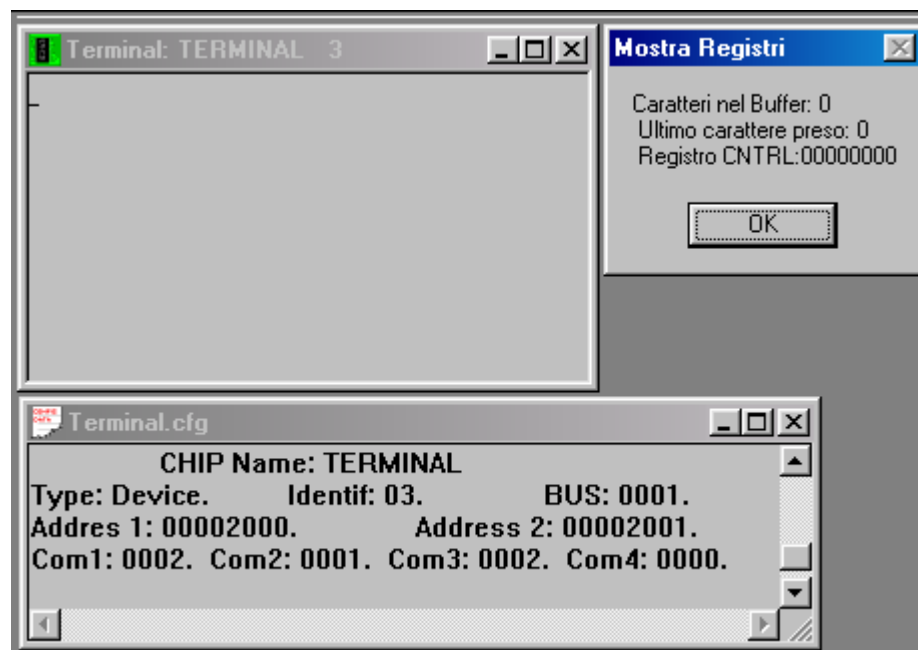 Terminal: TERMINAL 3
Mostra Registri
Caratteri nel Buffer: 0
Ultimo carattere preso: 0
Registro CNTRL:00000000
OK
Terminal.cfg
CHIP Name: TERMINAL
Type: Device. Identif: 03. BUS: 0001.
Addres 1: 00002000. Address 2: 00002001.
Com1: 0002. Com2: 0001. Com3: 0002. Com4: 0000.